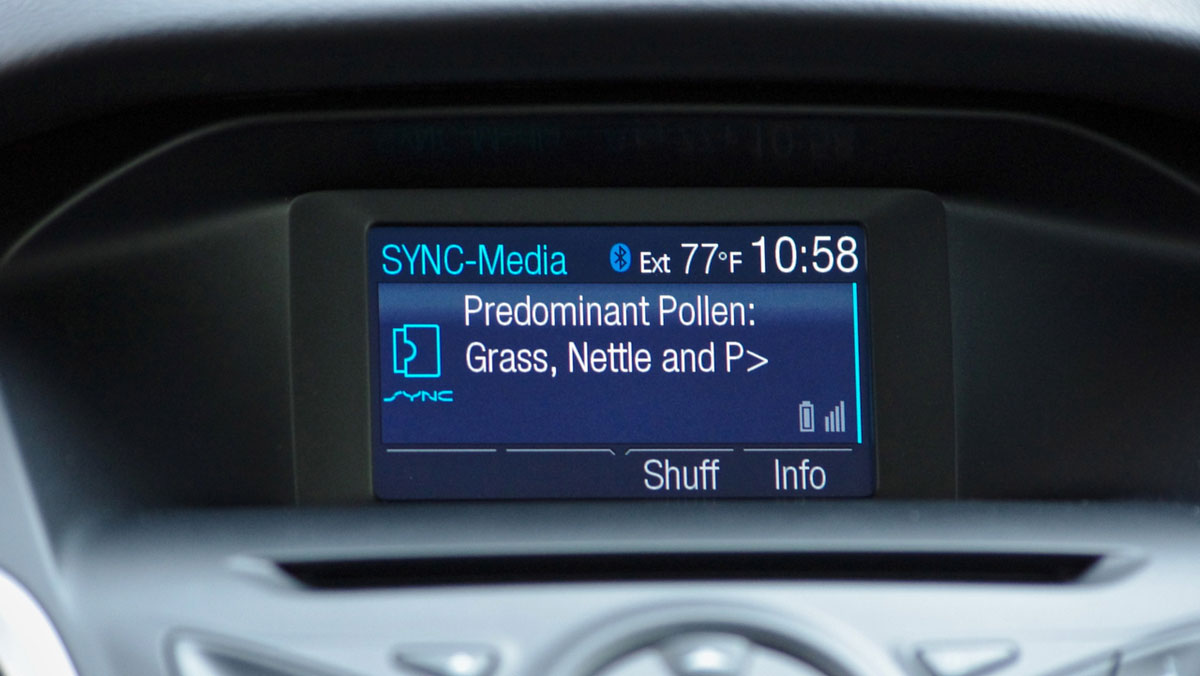 SYNC-Media Ext 77°F 10:58
Predominant Pollen:
Grass, Nettle and P>
SYNC
Shuff Info